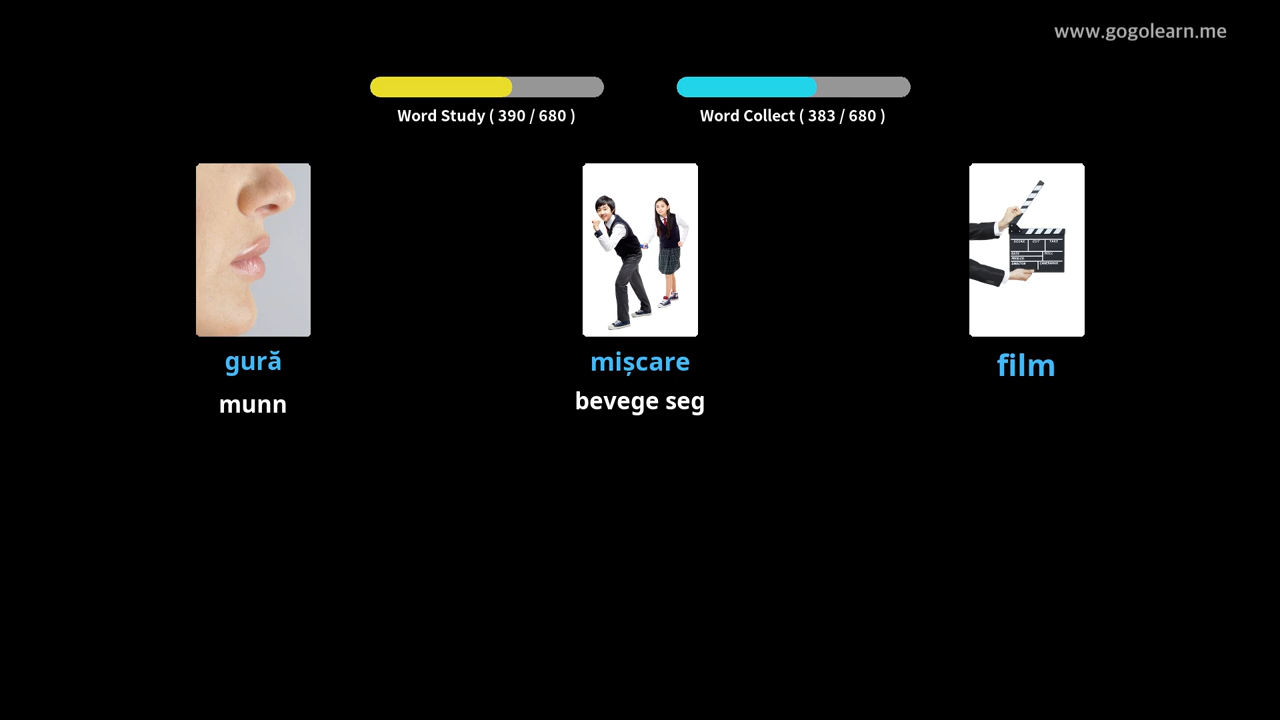 www.gogolearn.me
Word Study ( 390 / 680 )
Word Collect ( 383 / 680 )
gură
mișcare
film
munn
bevege seg